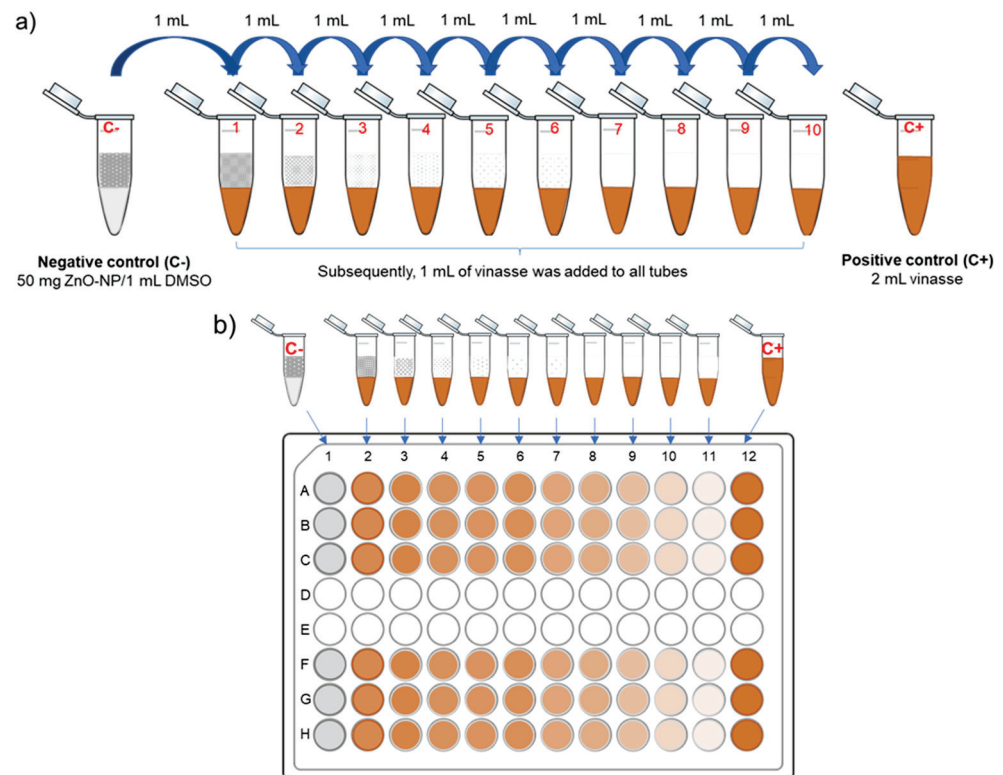 a)
1 mL 1 mL 1 mL 1 mL 1 mL 1 mL 1 mL 1 mL 1 mL 1 mL
C- 1 2 3 4 5 6 7 8 9 10 C+
Negative control (C-)
50 mg ZnO-NP/1 mL DMSO
Subsequently, 1 mL of vinasse was added to all tubes
Positive control (C+)
2 mL vinasse
b)
C- C+
1 2 3 4 5 6 7 8 9 10 11 12
A
B
C
D
E
F
G
H